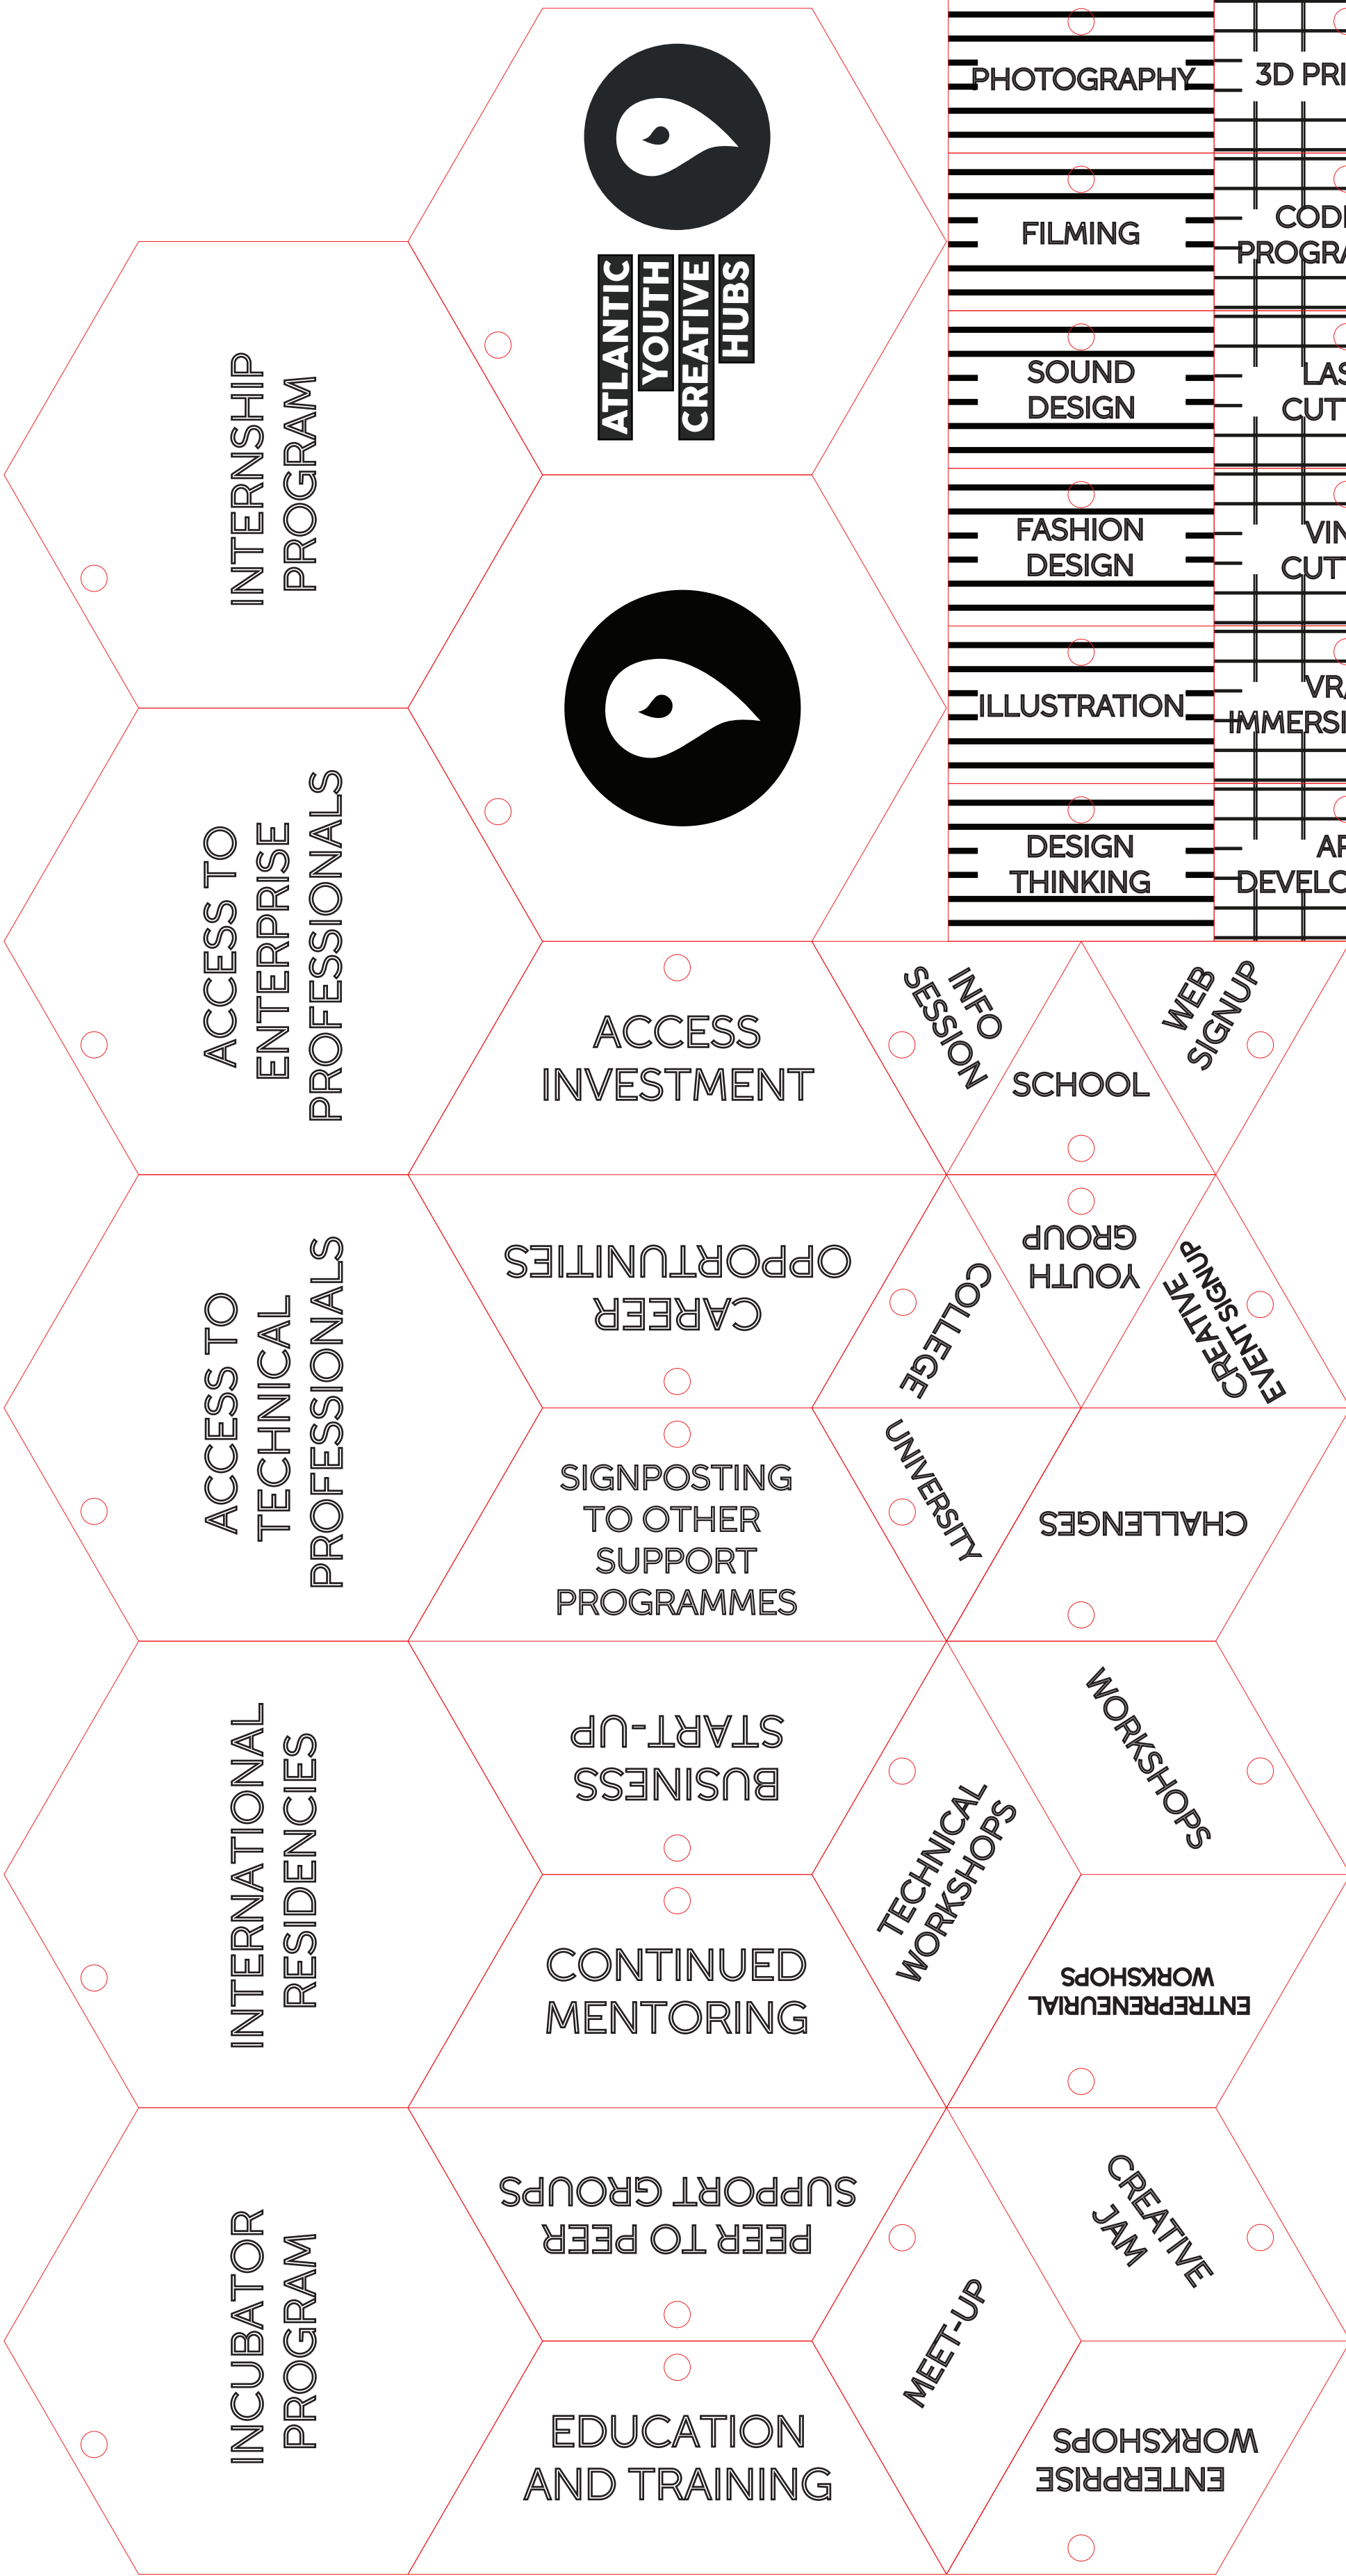 ATLANTIC
YOUTH
CREATIVE
HUBS
INTERNSHIP
PROGRAM
ACCESS TO
ENTERPRISE
PROFESSIONALS
ACCESS TO
TECHNICAL
PROFESSIONALS
INTERNATIONAL
RESIDENCIES
INCUBATOR
PROGRAM
ACCESS
INVESTMENT
CAREER
OPPORTUNITIES
SIGNPOSTING
TO OTHER
SUPPORT
PROGRAMMES
BUSINESS
START-UP
CONTINUED
MENTORING
PEER TO PEER
SUPPORT GROUPS
EDUCATION
AND TRAINING
PHOTOGRAPHY
FILMING
SOUND
DESIGN
FASHION
DESIGN
ILLUSTRATION
DESIGN
THINKING
3D PRI
CODI
PROGRA
LAS
CUTT
VIN
CUTT
VR/
IMMERSI
AP
DEVELO
INFO
SESSION
SCHOOL
WEB
SIGNUP
COLLEGE
YOUTH
GROUP
CREATIVE
EVENT SIGNUP
UNIVERSITY
CHALLENGES
WORKSHOPS
TECHNICAL
WORKSHOPS
ENTREPRENEURIAL
WORKSHOPS
CREATIVE
JAM
MEET-UP
ENTERPRISE
WORKSHOPS